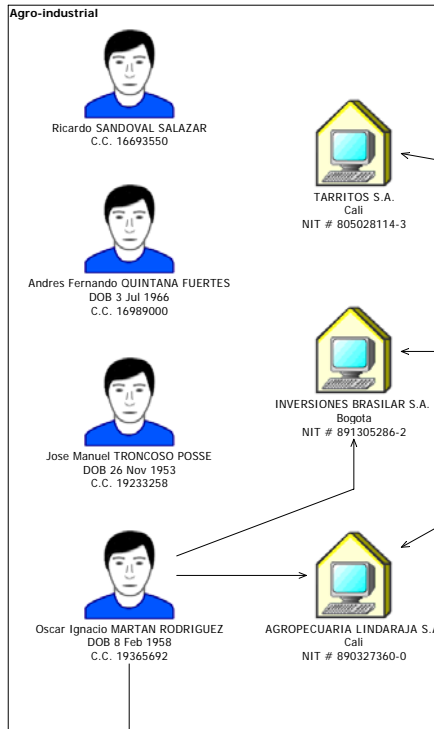 Agro-industrial
Ricardo SANDOVAL SALAZAR
C.C. 16693550
TARRITOS S.A.
Cali
NIT # 805028114-3
Andres Fernando QUINTANA FUERTES
DOB 3 Jul 1966
C.C. 16989000
INVERSIONES BRASILAR S.A.
Bogota
NIT # 891305286-2
Jose Manuel TRONCOSO POSSE
DOB 26 Nov 1953
C.C. 19233258
Oscar Ignacio MARTAN RODRIGUEZ
DOB 8 Feb 1958
C.C. 19365692
AGROPECUARIA LINDARAJA S.A
Cali
NIT # 890327360-0